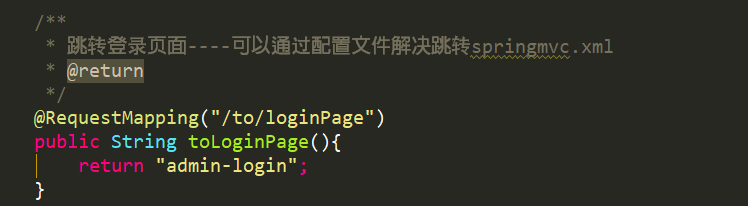 /**
 * 跳转登录页面----可以通过配置文件解决跳转springmvc.xml
 * @return
 */
@RequestMapping("/to/loginPage")
public String toLoginPage(){
    return "admin-login";
}